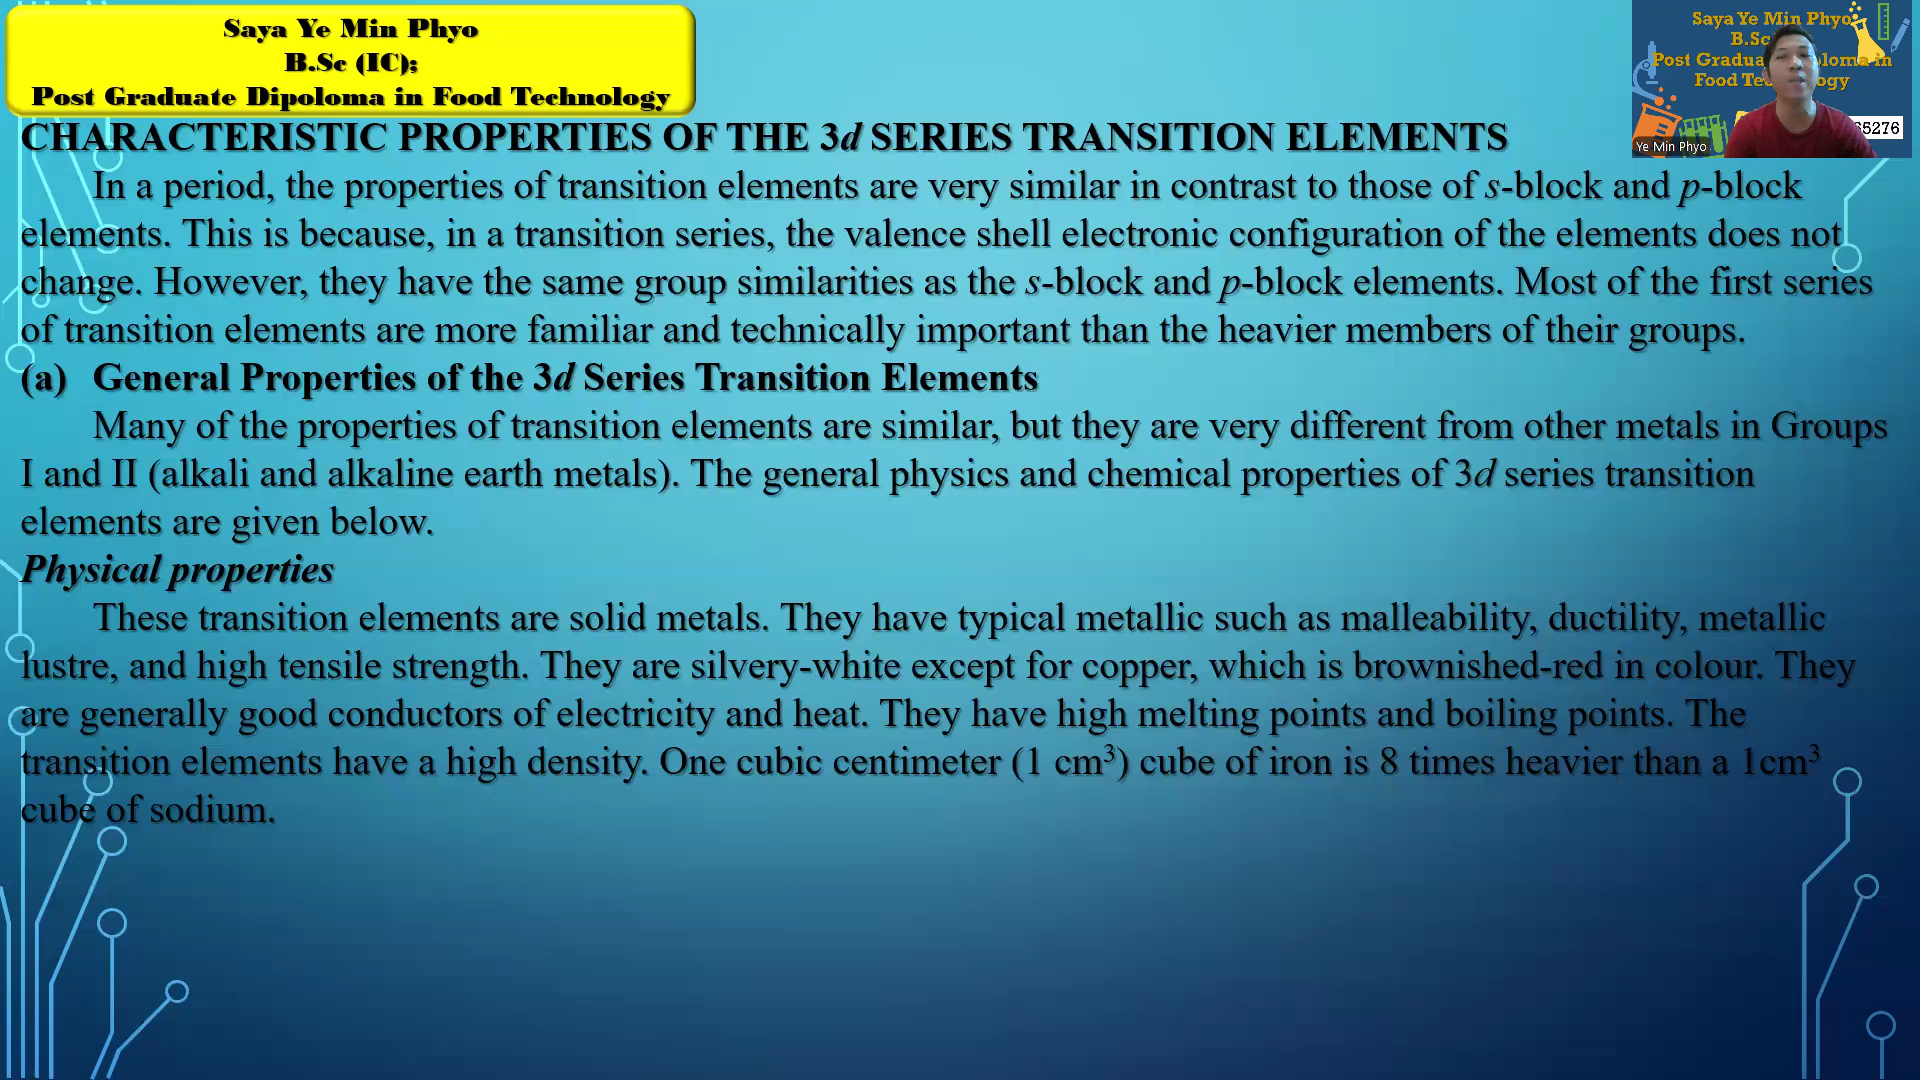 Saya Ye Min Phyo
B.Sc (IC);
Post Graduate Dipoloma in Food Technology
CHARACTERISTIC PROPERTIES OF THE 3d SERIES TRANSITION ELEMENTS
In a period, the properties of transition elements are very similar in contrast to those of s-block and p-block
elements. This is because, in a transition series, the valence shell electronic configuration of the elements does not
change. However, they have the same group similarities as the s-block and p-block elements. Most of the first series
of transition elements are more familiar and technically important than the heavier members of their groups.
(a) General Properties of the 3d Series Transition Elements
Many of the properties of transition elements are similar, but they are very different from other metals in Groups
I and II (alkali and alkaline earth metals). The general physics and chemical properties of 3d series transition
elements are given below.
Physical properties
These transition elements are solid metals. They have typical metallic such as malleability, ductility, metallic
lustre, and high tensile strength. They are silvery-white except for copper, which is brownished-red in colour. They
are generally good conductors of electricity and heat. They have high melting points and boiling points. The
transition elements have a high density. One cubic centimeter (1 cm³) cube of iron is 8 times heavier than a 1cm³
cube of sodium.
Saya Ye Min Phyo
B.Sc
Post in
Food
65276
Ye Min Phyo